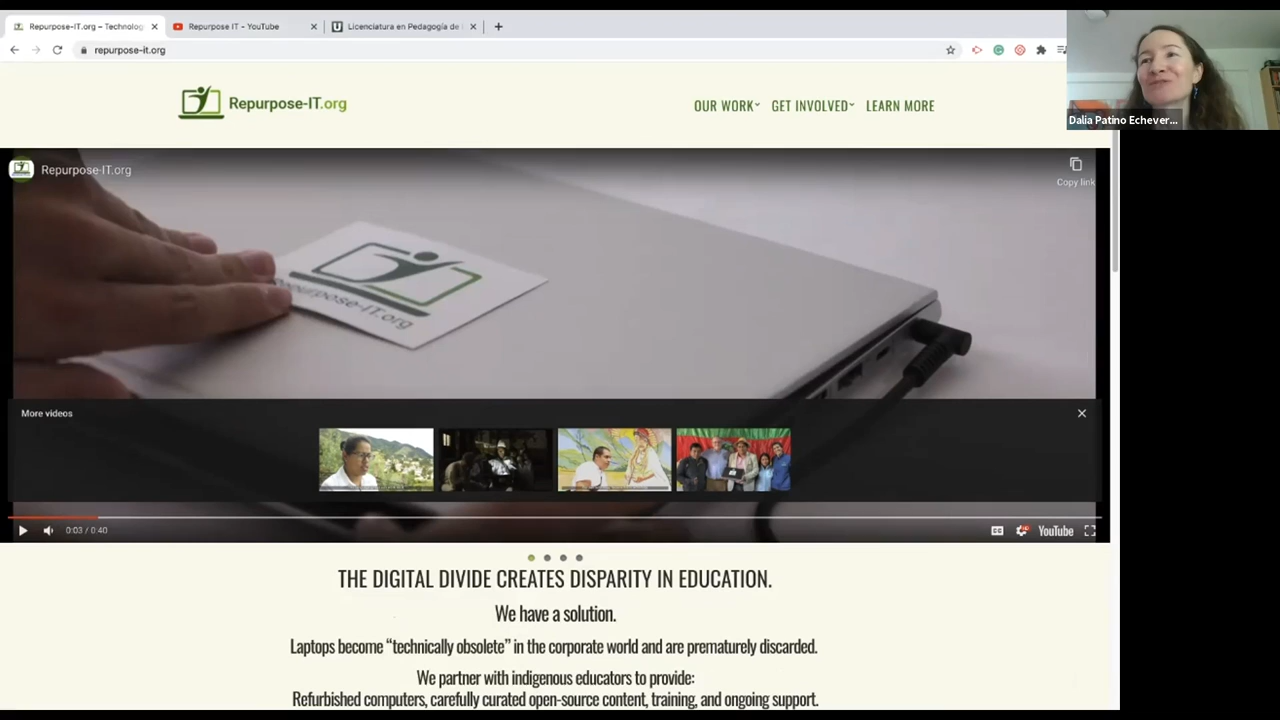 Repurpose-IT.org – Technolog
Repurpose IT - YouTube
Licenciatura en Pedagogía de
repurpose-it.org
Dalia Patino Echever...
Repurpose-IT.org
OUR WORK
GET INVOLVED
LEARN MORE
Repurpose-IT.org
Copy link
Repurpose-IT.org
More videos
0:03 / 0:40
YouTube
THE DIGITAL DIVIDE CREATES DISPARITY IN EDUCATION.
We have a solution.
Laptops become “technically obsolete” in the corporate world and are prematurely discarded.
We partner with indigenous educators to provide:
Refurbished computers, carefully curated open-source content, training, and ongoing support.